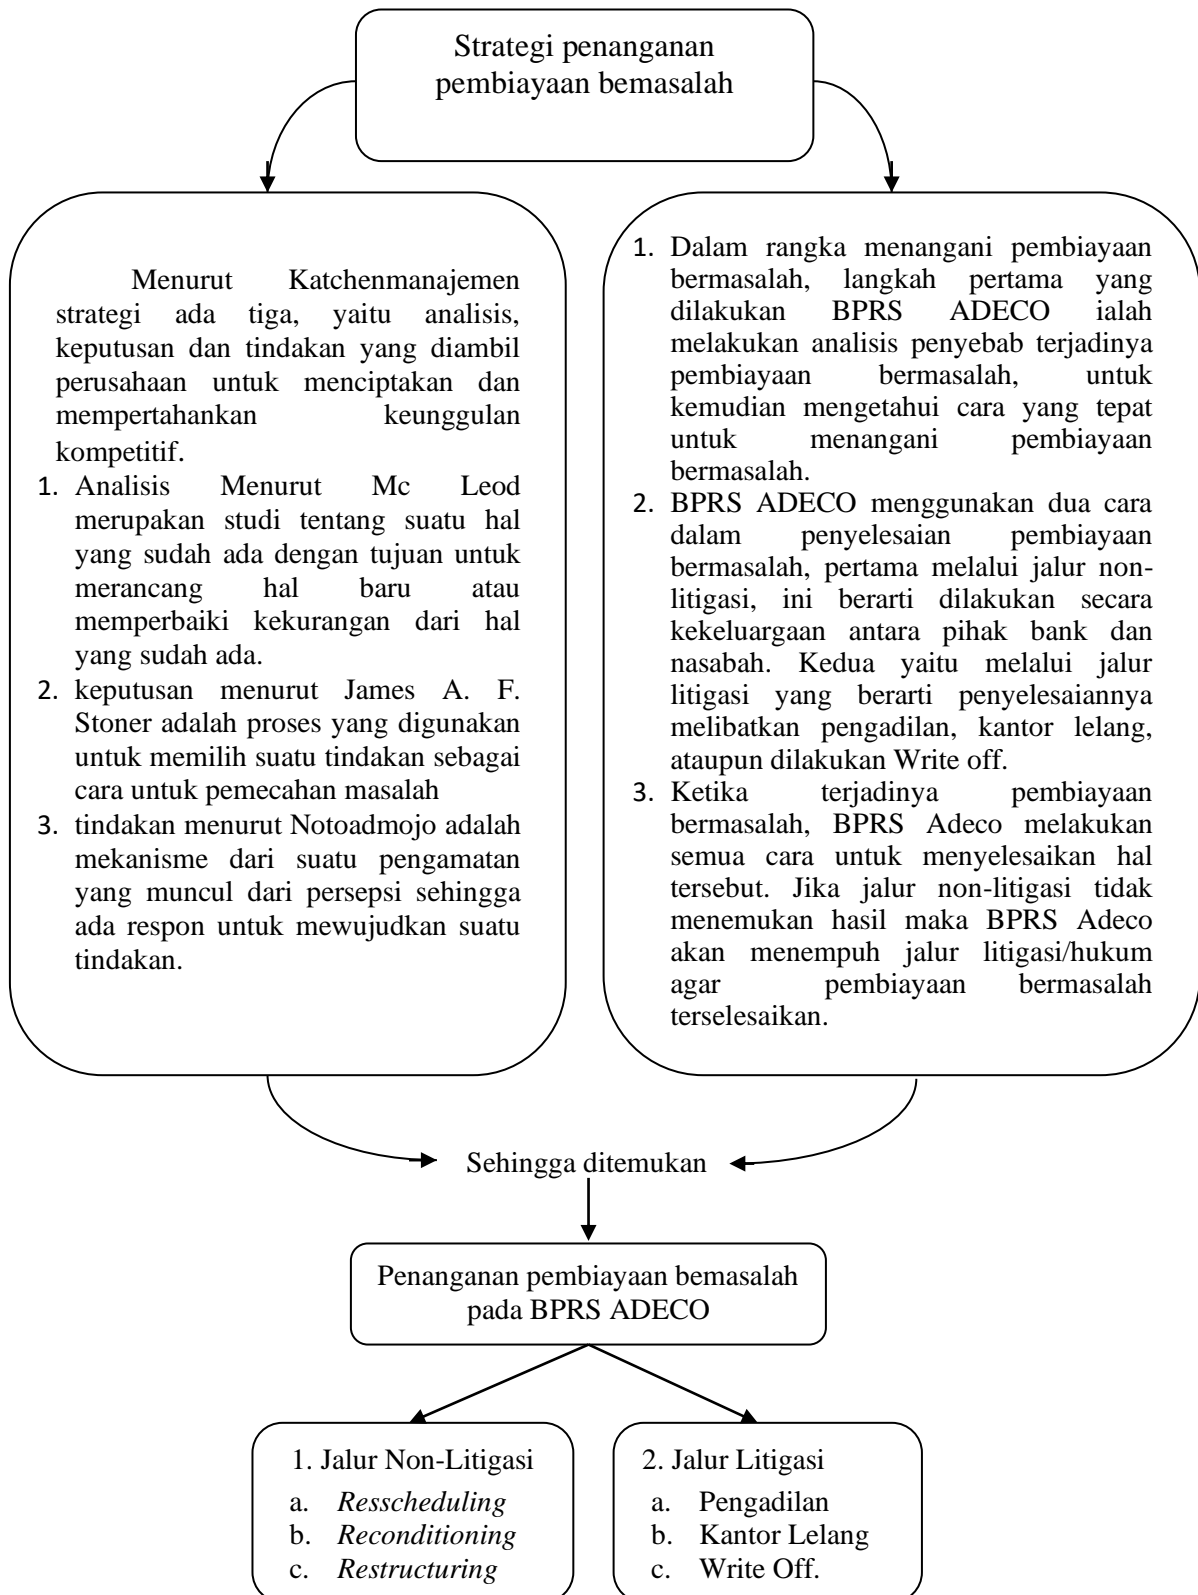 Strategi penanganan
pembiayaan bemasalah
Menurut Katchenmanajemen
strategi ada tiga, yaitu analisis,
keputusan dan tindakan yang diambil
perusahaan untuk menciptakan dan
mempertahankan keunggulan
kompetitif.
1. Analisis Menurut Mc Leod
merupakan studi tentang suatu hal
yang sudah ada dengan tujuan untuk
merancang hal baru atau
memperbaiki kekurangan dari hal
yang sudah ada.
2. keputusan menurut James A. F.
Stoner adalah proses yang digunakan
untuk memilih suatu tindakan sebagai
cara untuk pemecahan masalah
3. tindakan menurut Notoadmojo adalah
mekanisme dari suatu pengamatan
yang muncul dari persepsi sehingga
ada respon untuk mewujudkan suatu
tindakan.
1. Dalam rangka menangani pembiayaan
bermasalah, langkah pertama yang
dilakukan BPRS ADECO ialah
melakukan analisis penyebab terjadinya
pembiayaan bermasalah, untuk
kemudian mengetahui cara yang tepat
untuk menangani pembiayaan
bermasalah.
2. BPRS ADECO menggunakan dua cara
dalam penyelesaian pembiayaan
bermasalah, pertama melalui jalur non-
litigasi, ini berarti dilakukan secara
kekeluargaan antara pihak bank dan
nasabah. Kedua yaitu melalui jalur
litigasi yang berarti penyelesaiannya
melibatkan pengadilan, kantor lelang,
ataupun dilakukan Write off.
3. Ketika terjadinya pembiayaan
bermasalah, BPRS Adeco melakukan
semua cara untuk menyelesaikan hal
tersebut. Jika jalur non-litigasi tidak
menemukan hasil maka BPRS Adeco
akan menempuh jalur litigasi/hukum
agar pembiayaan bermasalah
terselesaikan.
Sehingga ditemukan
Penanganan pembiayaan bemasalah
pada BPRS ADECO
1. Jalur Non-Litigasi
a. Resscheduling
b. Reconditioning
c. Restructuring
2. Jalur Litigasi
a. Pengadilan
b. Kantor Lelang
c. Write Off.